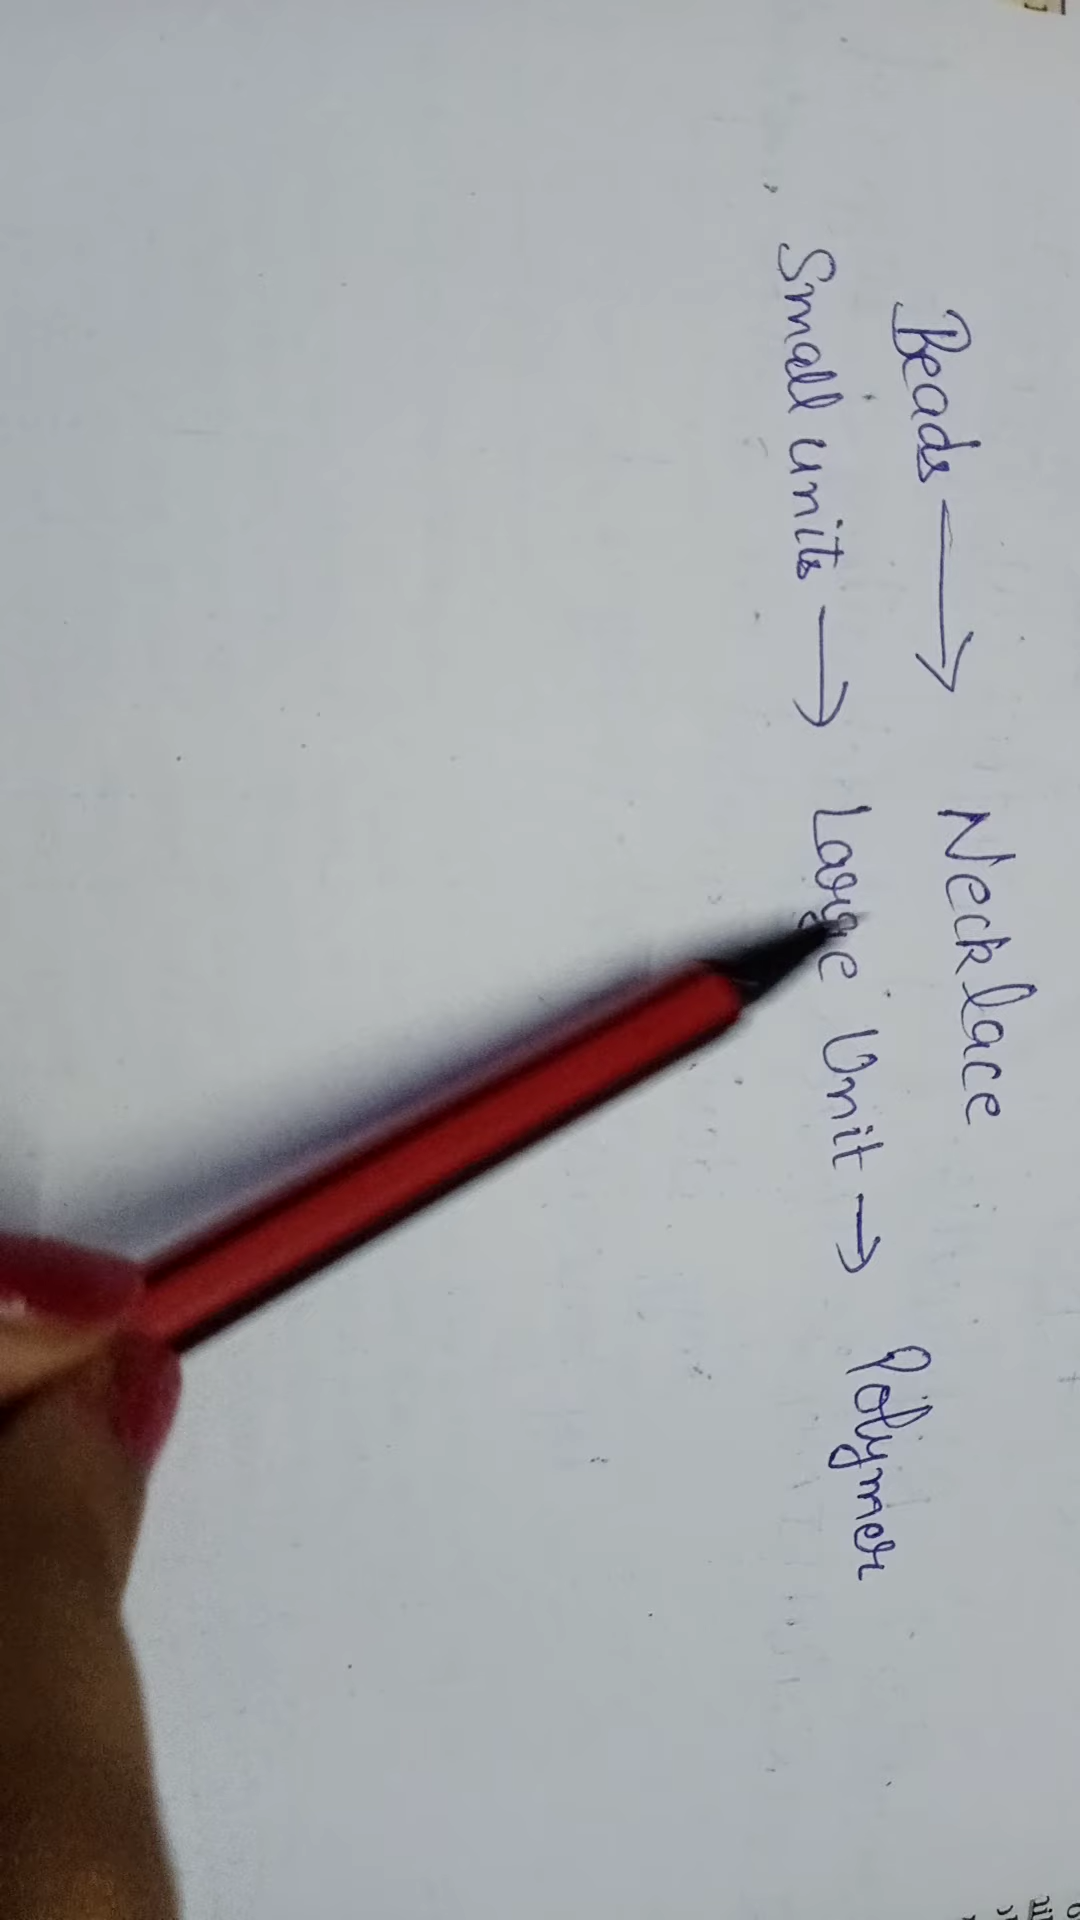 Beads → Necklace
Small units → Large Unit → Polymer